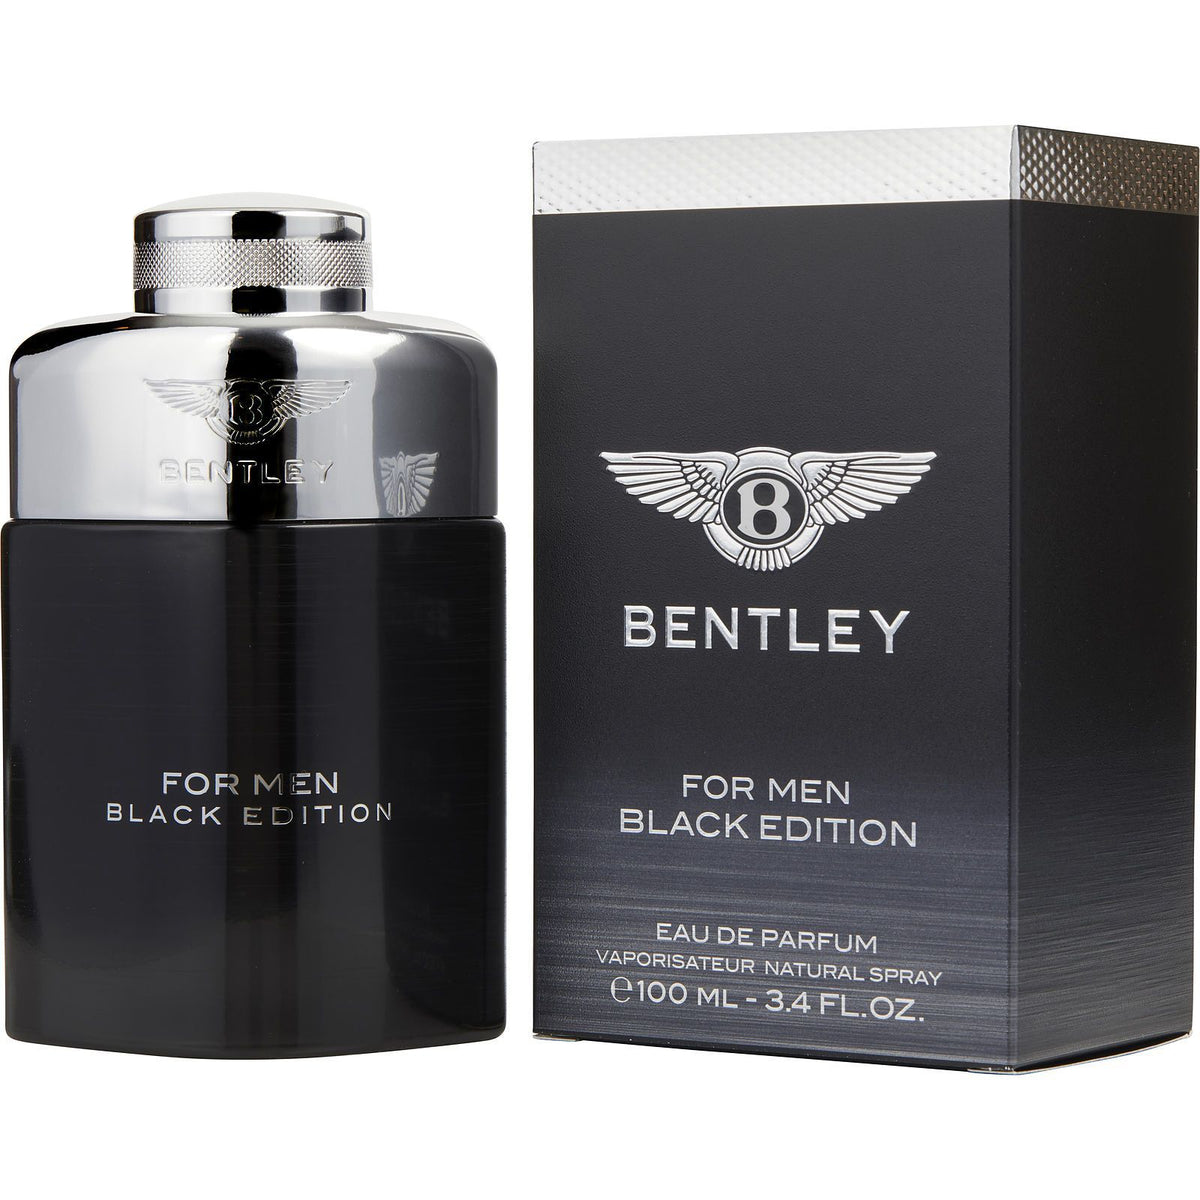 B
BENTLEY
FOR MEN
BLACK EDITION
B
BENTLEY
FOR MEN
BLACK EDITION
EAU DE PARFUM
VAPORISATEUR NATURAL SPRAY
℮100 ML - 3.4 FL.OZ.